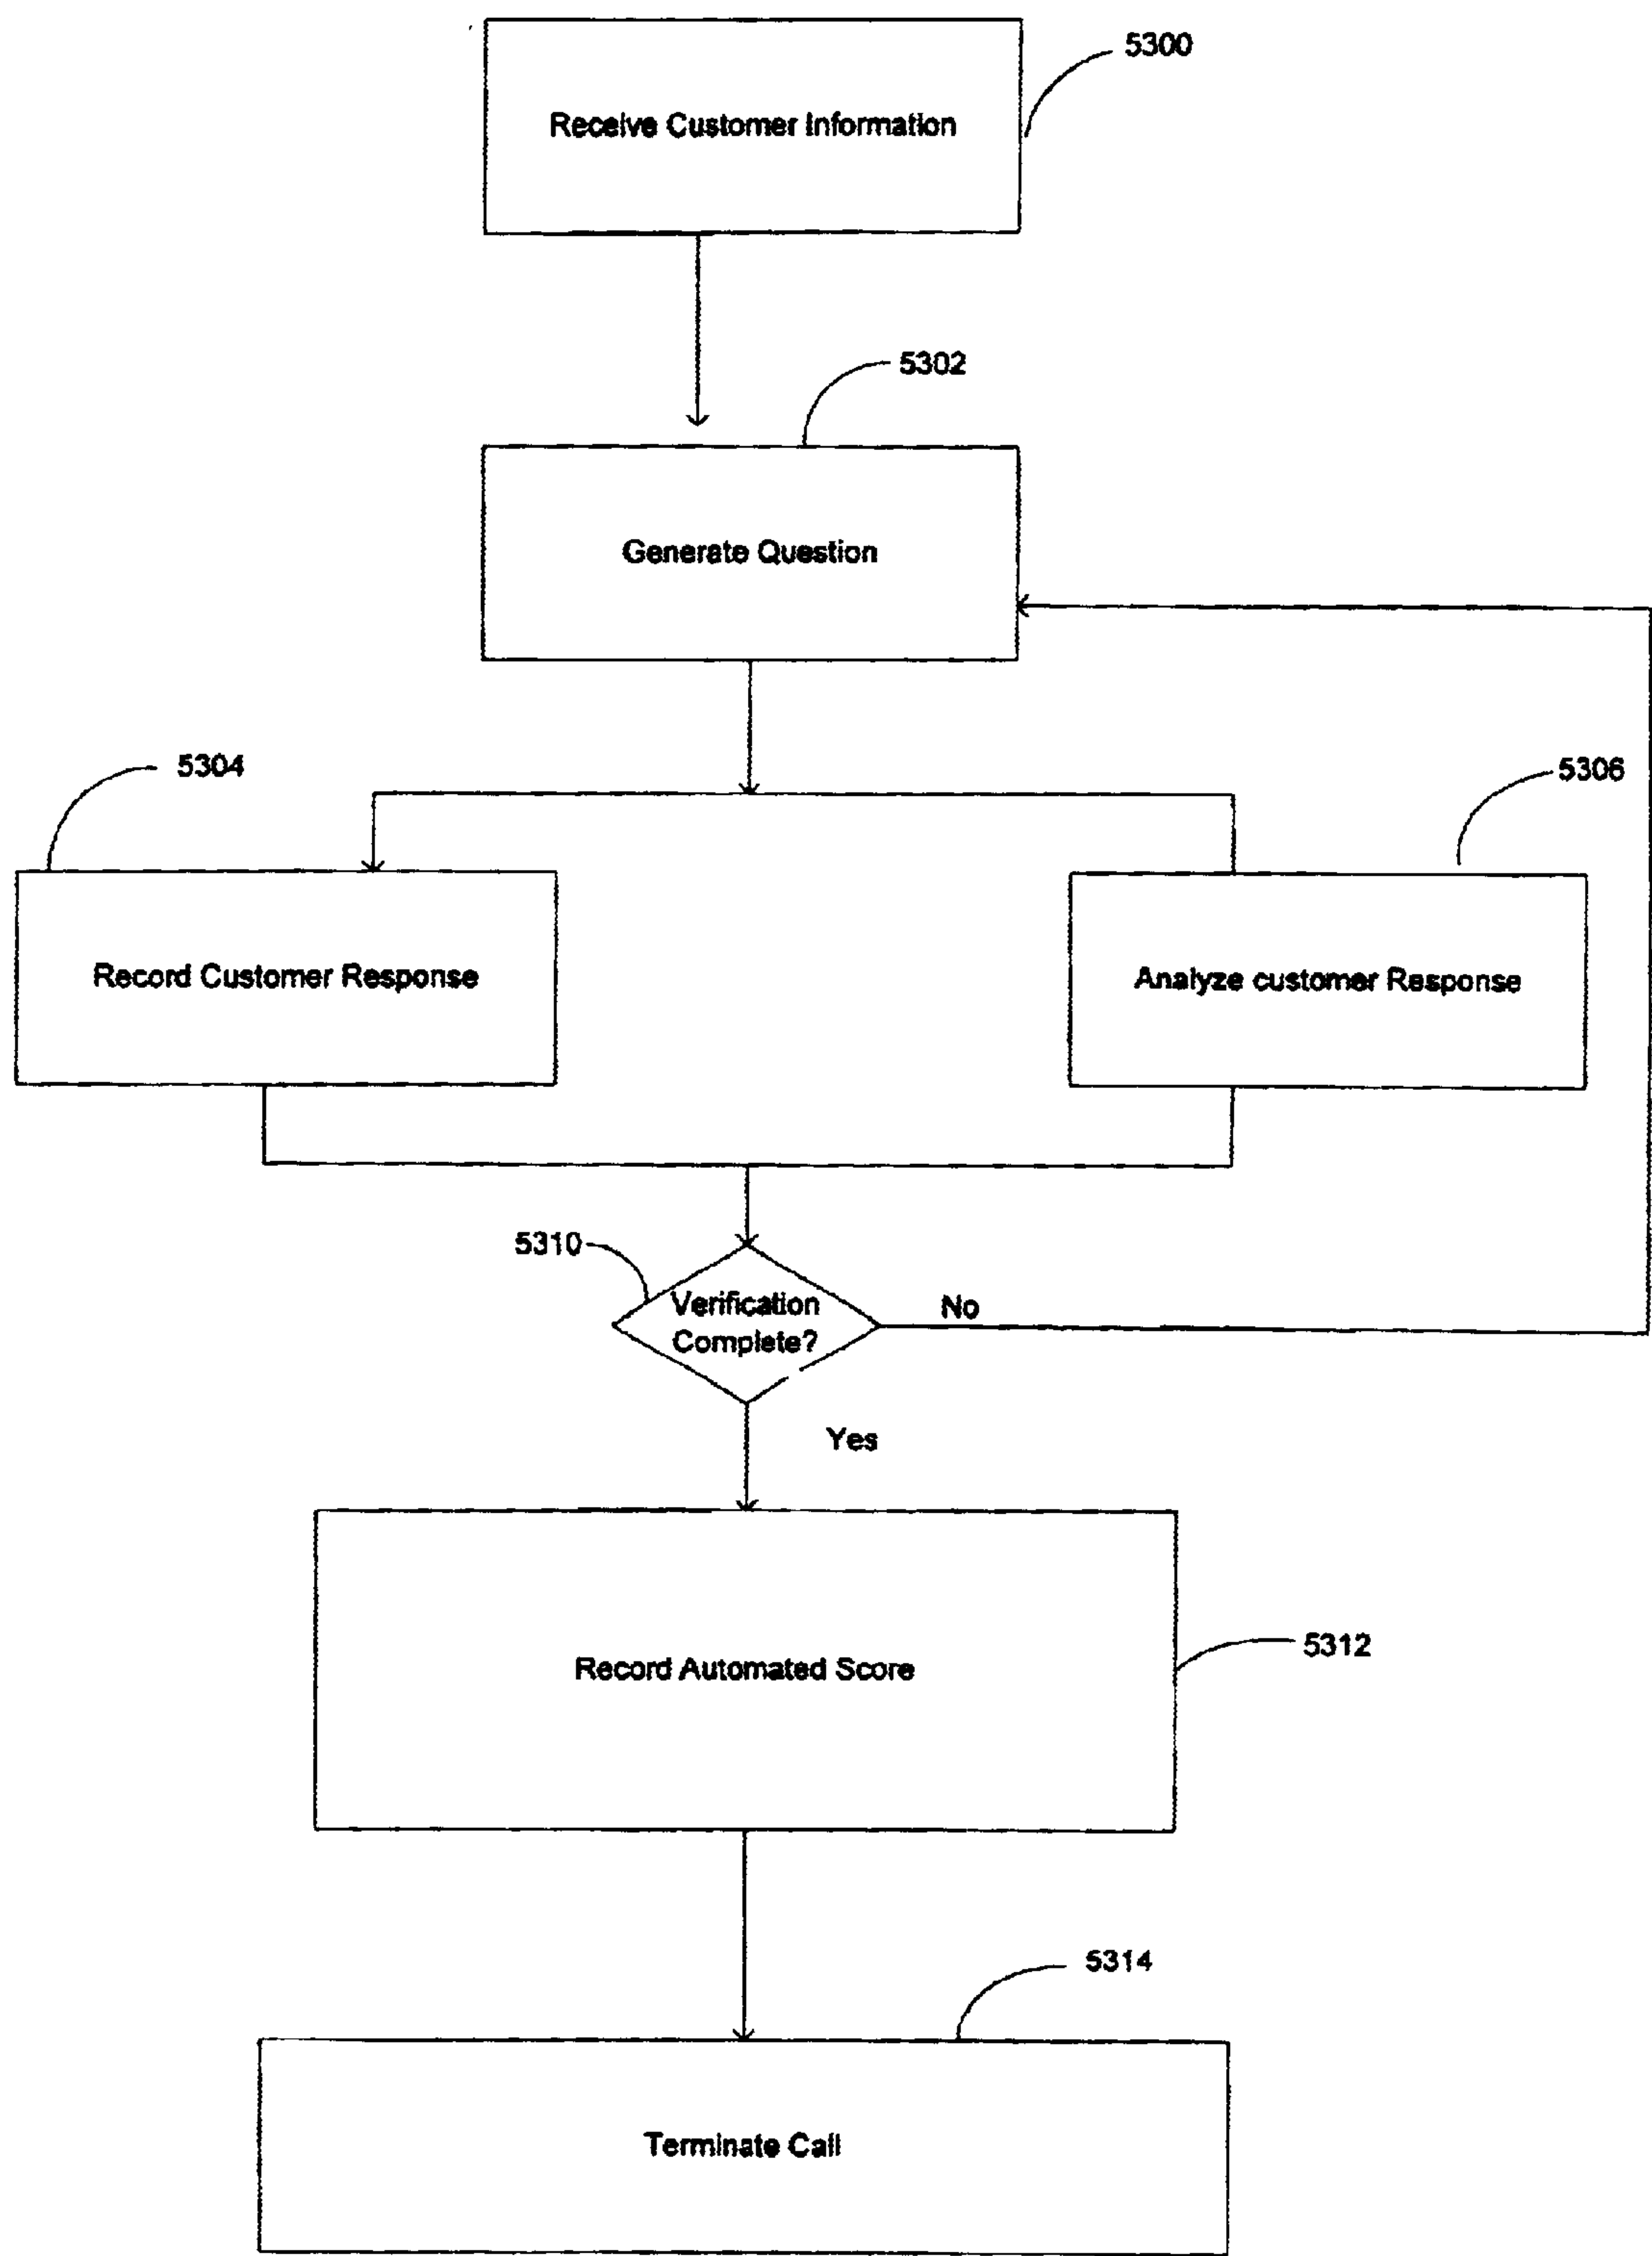 5300
Receive Customer Information
5302
Generate Question
5304
5306
Record Customer Response
Analyze customer Response
5310
Verification
Complete?
No
Yes
Record Automated Score
5312
5314
Terminate Call